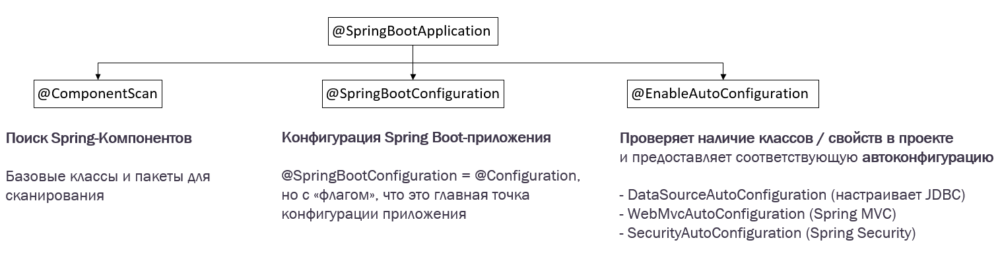 @SpringBootApplication
@ComponentScan
@SpringBootConfiguration
@EnableAutoConfiguration
Поиск Spring-Компонентов
Базовые классы и пакеты для
сканирования
Конфигурация Spring Boot-приложения
@SpringBootConfiguration = @Configuration,
но с «флагом», что это главная точка
конфигурации приложения
Проверяет наличие классов / свойств в проекте
и предоставляет соответствующую автоконфигурацию
- DataSourceAutoConfiguration (настраивает JDBC)
- WebMvcAutoConfiguration (Spring MVC)
- SecurityAutoConfiguration (Spring Security)